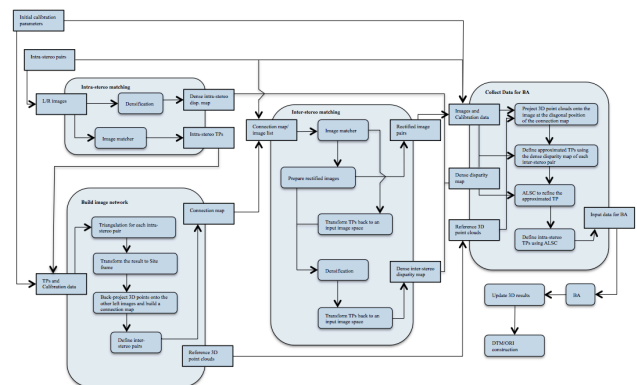 Initial calibration
parameters
Intra-stereo pairs
Intra-stereo matching
L/R images
Densification
Dense intra-stereo
disp. map
Image matcher
Intra-stereo TPs
Build image network
Triangulation for each intra-
stereo pair
Transform the result to Site
frame
Back-project 3D points onto the
other left images and build a
connection map
Define inter-
stereo pairs
TPs and
Calibration data
Connection map
Reference 3D
point clouds
Inter-stereo matching
Connection map/
image list
Image matcher
Prepare rectified images
Transform TPs back to an
input image space
Densification
Transform TPs back to an
input image space
Rectified image
pairs
Dense inter-stereo
disparity map
Collect Data for BA
Images and
Calibration data
Project 3D point clouds onto the
image at the diagonal position
of the connection map
Define approximated TPs using
the dense disparity map of each
inter-stereo pair
Dense disparity
map
ALSC to refine the
approximated TP
Reference 3D
point clouds
Define intra-stereo
TPs using ALSC
Input data for BA
BA
Update 3D results
DTM/ORI
construction